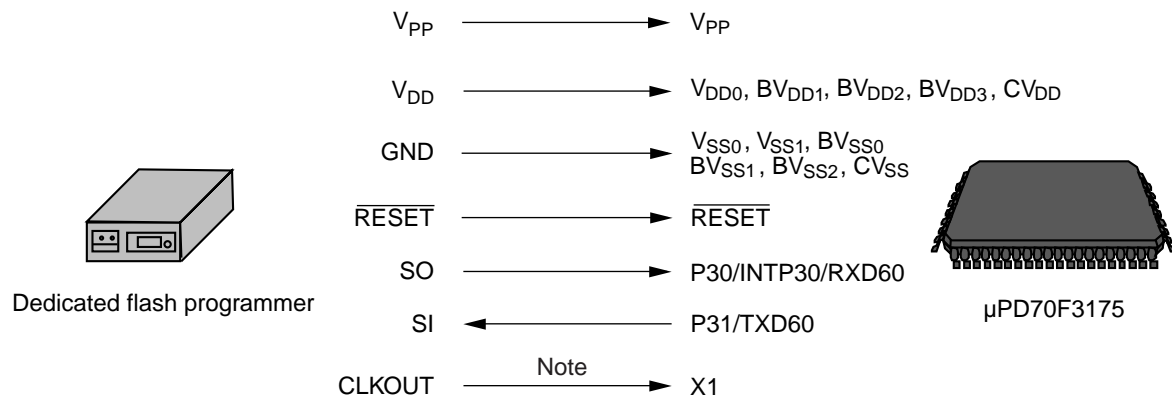 VPP VPP
VDD VDD0, BVDD1, BVDD2, BVDD3, CVDD
GND VSS0, VSS1, BVSS0
BVSS1, BVSS2, CVSS
RESET RESET
SO P30/INTP30/RXD60
Dedicated flash programmer
µPD70F3175
SI P31/TXD60
CLKOUT Note X1